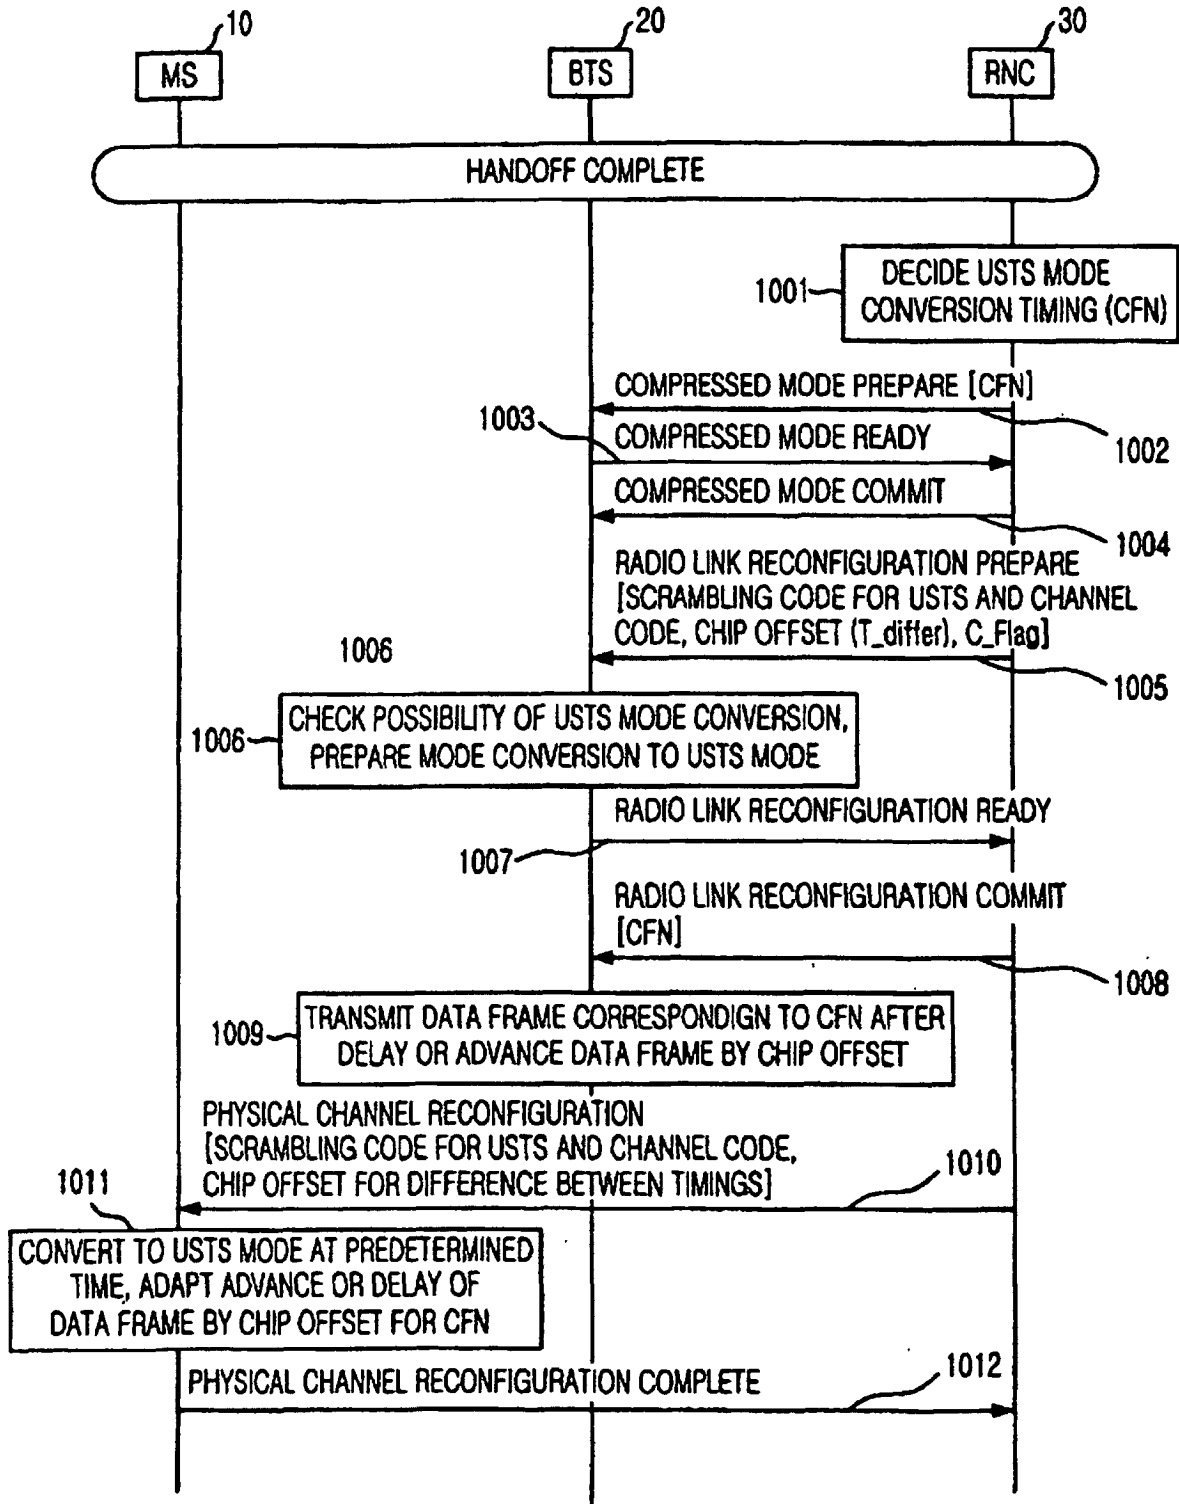 10
20
30
MS
BTS
RNC
HANDOFF COMPLETE
1001
DECIDE USTS MODE
CONVERSION TIMING (CFN)
COMPRESSED MODE PREPARE [CFN]
1002
1003
COMPRESSED MODE READY
COMPRESSED MODE COMMIT
1004
RADIO LINK RECONFIGURATION PREPARE
[SCRAMBLING CODE FOR USTS AND CHANNEL
CODE, CHIP OFFSET (T_differ), C_Flag]
1005
1006
1006
CHECK POSSIBILITY OF USTS MODE CONVERSION,
PREPARE MODE CONVERSION TO USTS MODE
RADIO LINK RECONFIGURATION READY
1007
RADIO LINK RECONFIGURATION COMMIT
[CFN]
1008
1009
TRANSMIT DATA FRAME CORRESPONDIGN TO CFN AFTER
DELAY OR ADVANCE DATA FRAME BY CHIP OFFSET
PHYSICAL CHANNEL RECONFIGURATION
[SCRAMBLING CODE FOR USTS AND CHANNEL CODE,
CHIP OFFSET FOR DIFFERENCE BETWEEN TIMINGS]
1010
1011
CONVERT TO USTS MODE AT PREDETERMINED
TIME, ADAPT ADVANCE OR DELAY OF
DATA FRAME BY CHIP OFFSET FOR CFN
PHYSICAL CHANNEL RECONFIGURATION COMPLETE
1012